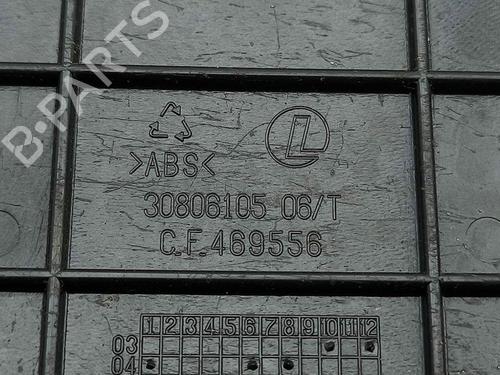 B-PARTS
L
>ABS<
30806105 06/T
C.F. 469556
1 2 3 4 5 6 7 8 9 10 11 12
03
04